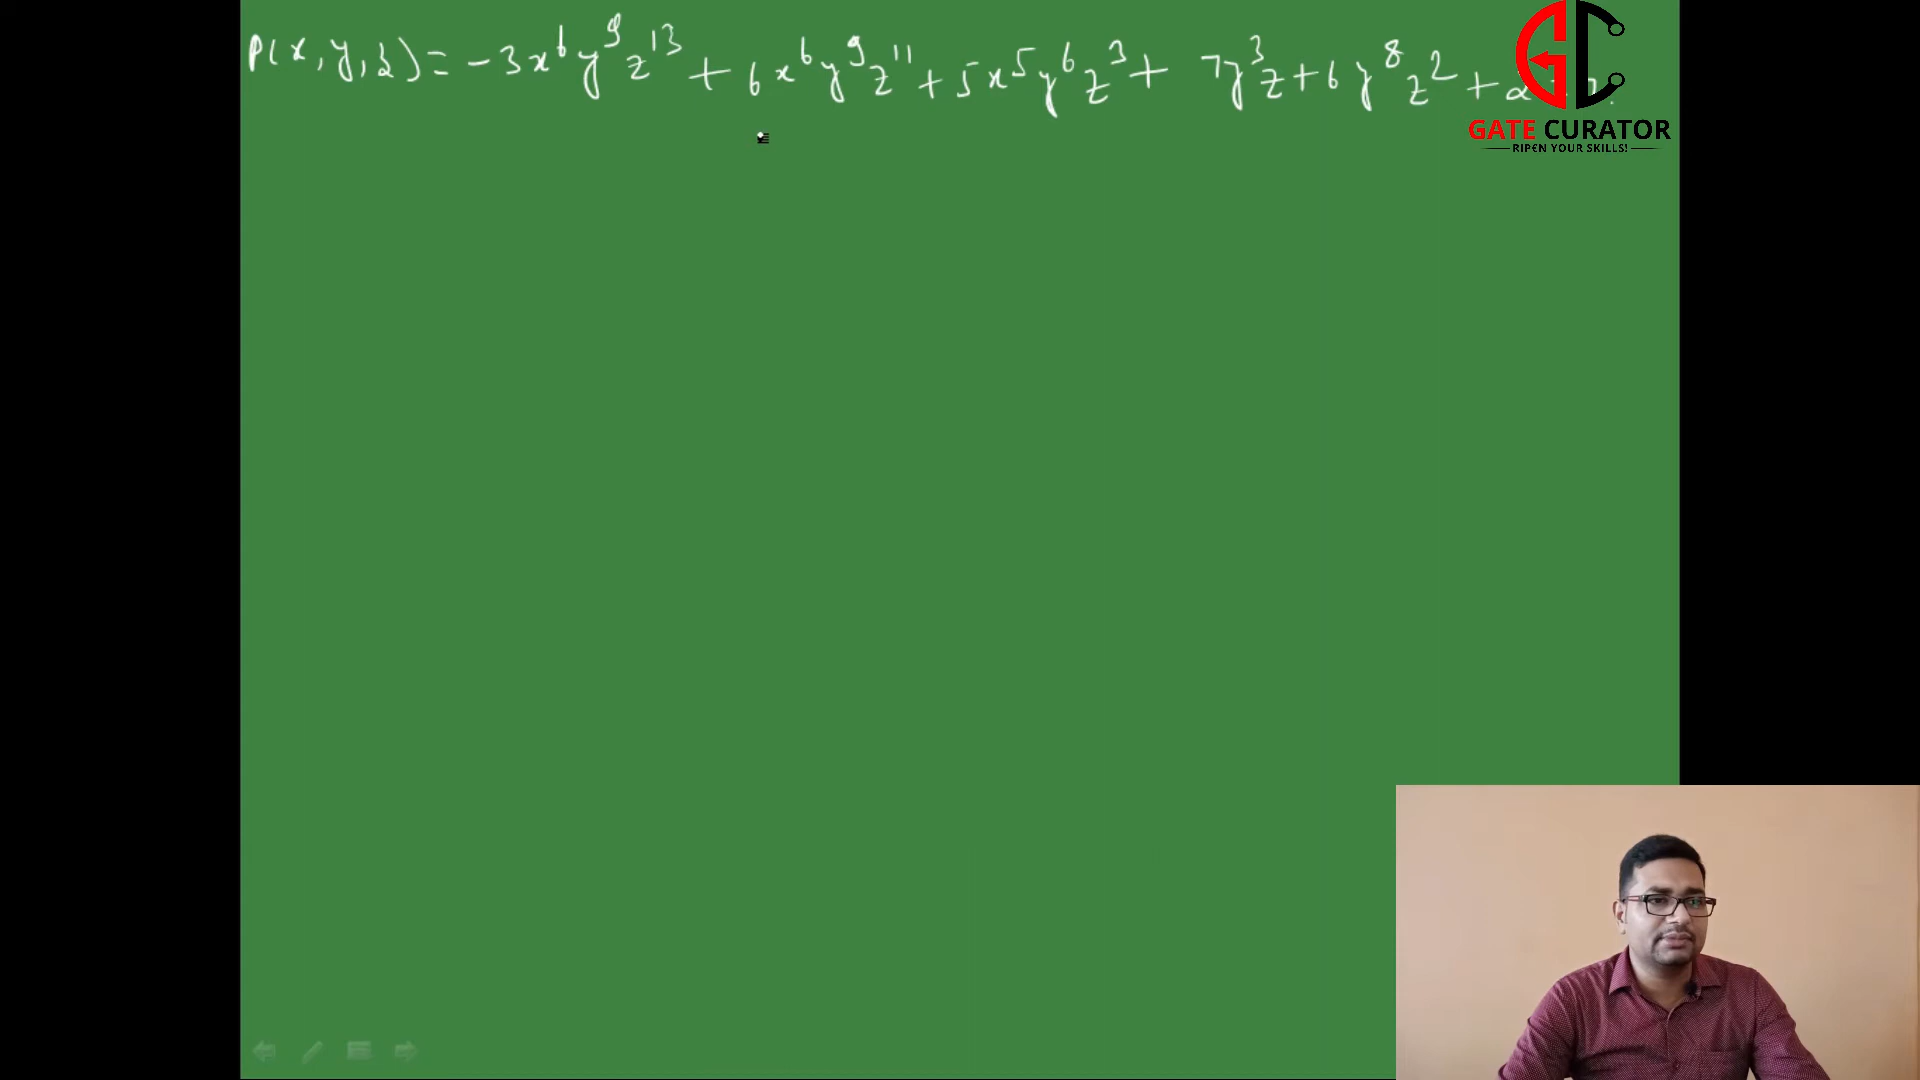 P(x,y,z) = -3x⁶y⁹z¹³ + 6x⁶y⁹z¹¹ + 5x⁵y⁶z³ + 7y³z + 6y⁸z² +
GATE CURATOR
RIPEN YOUR SKILLS!